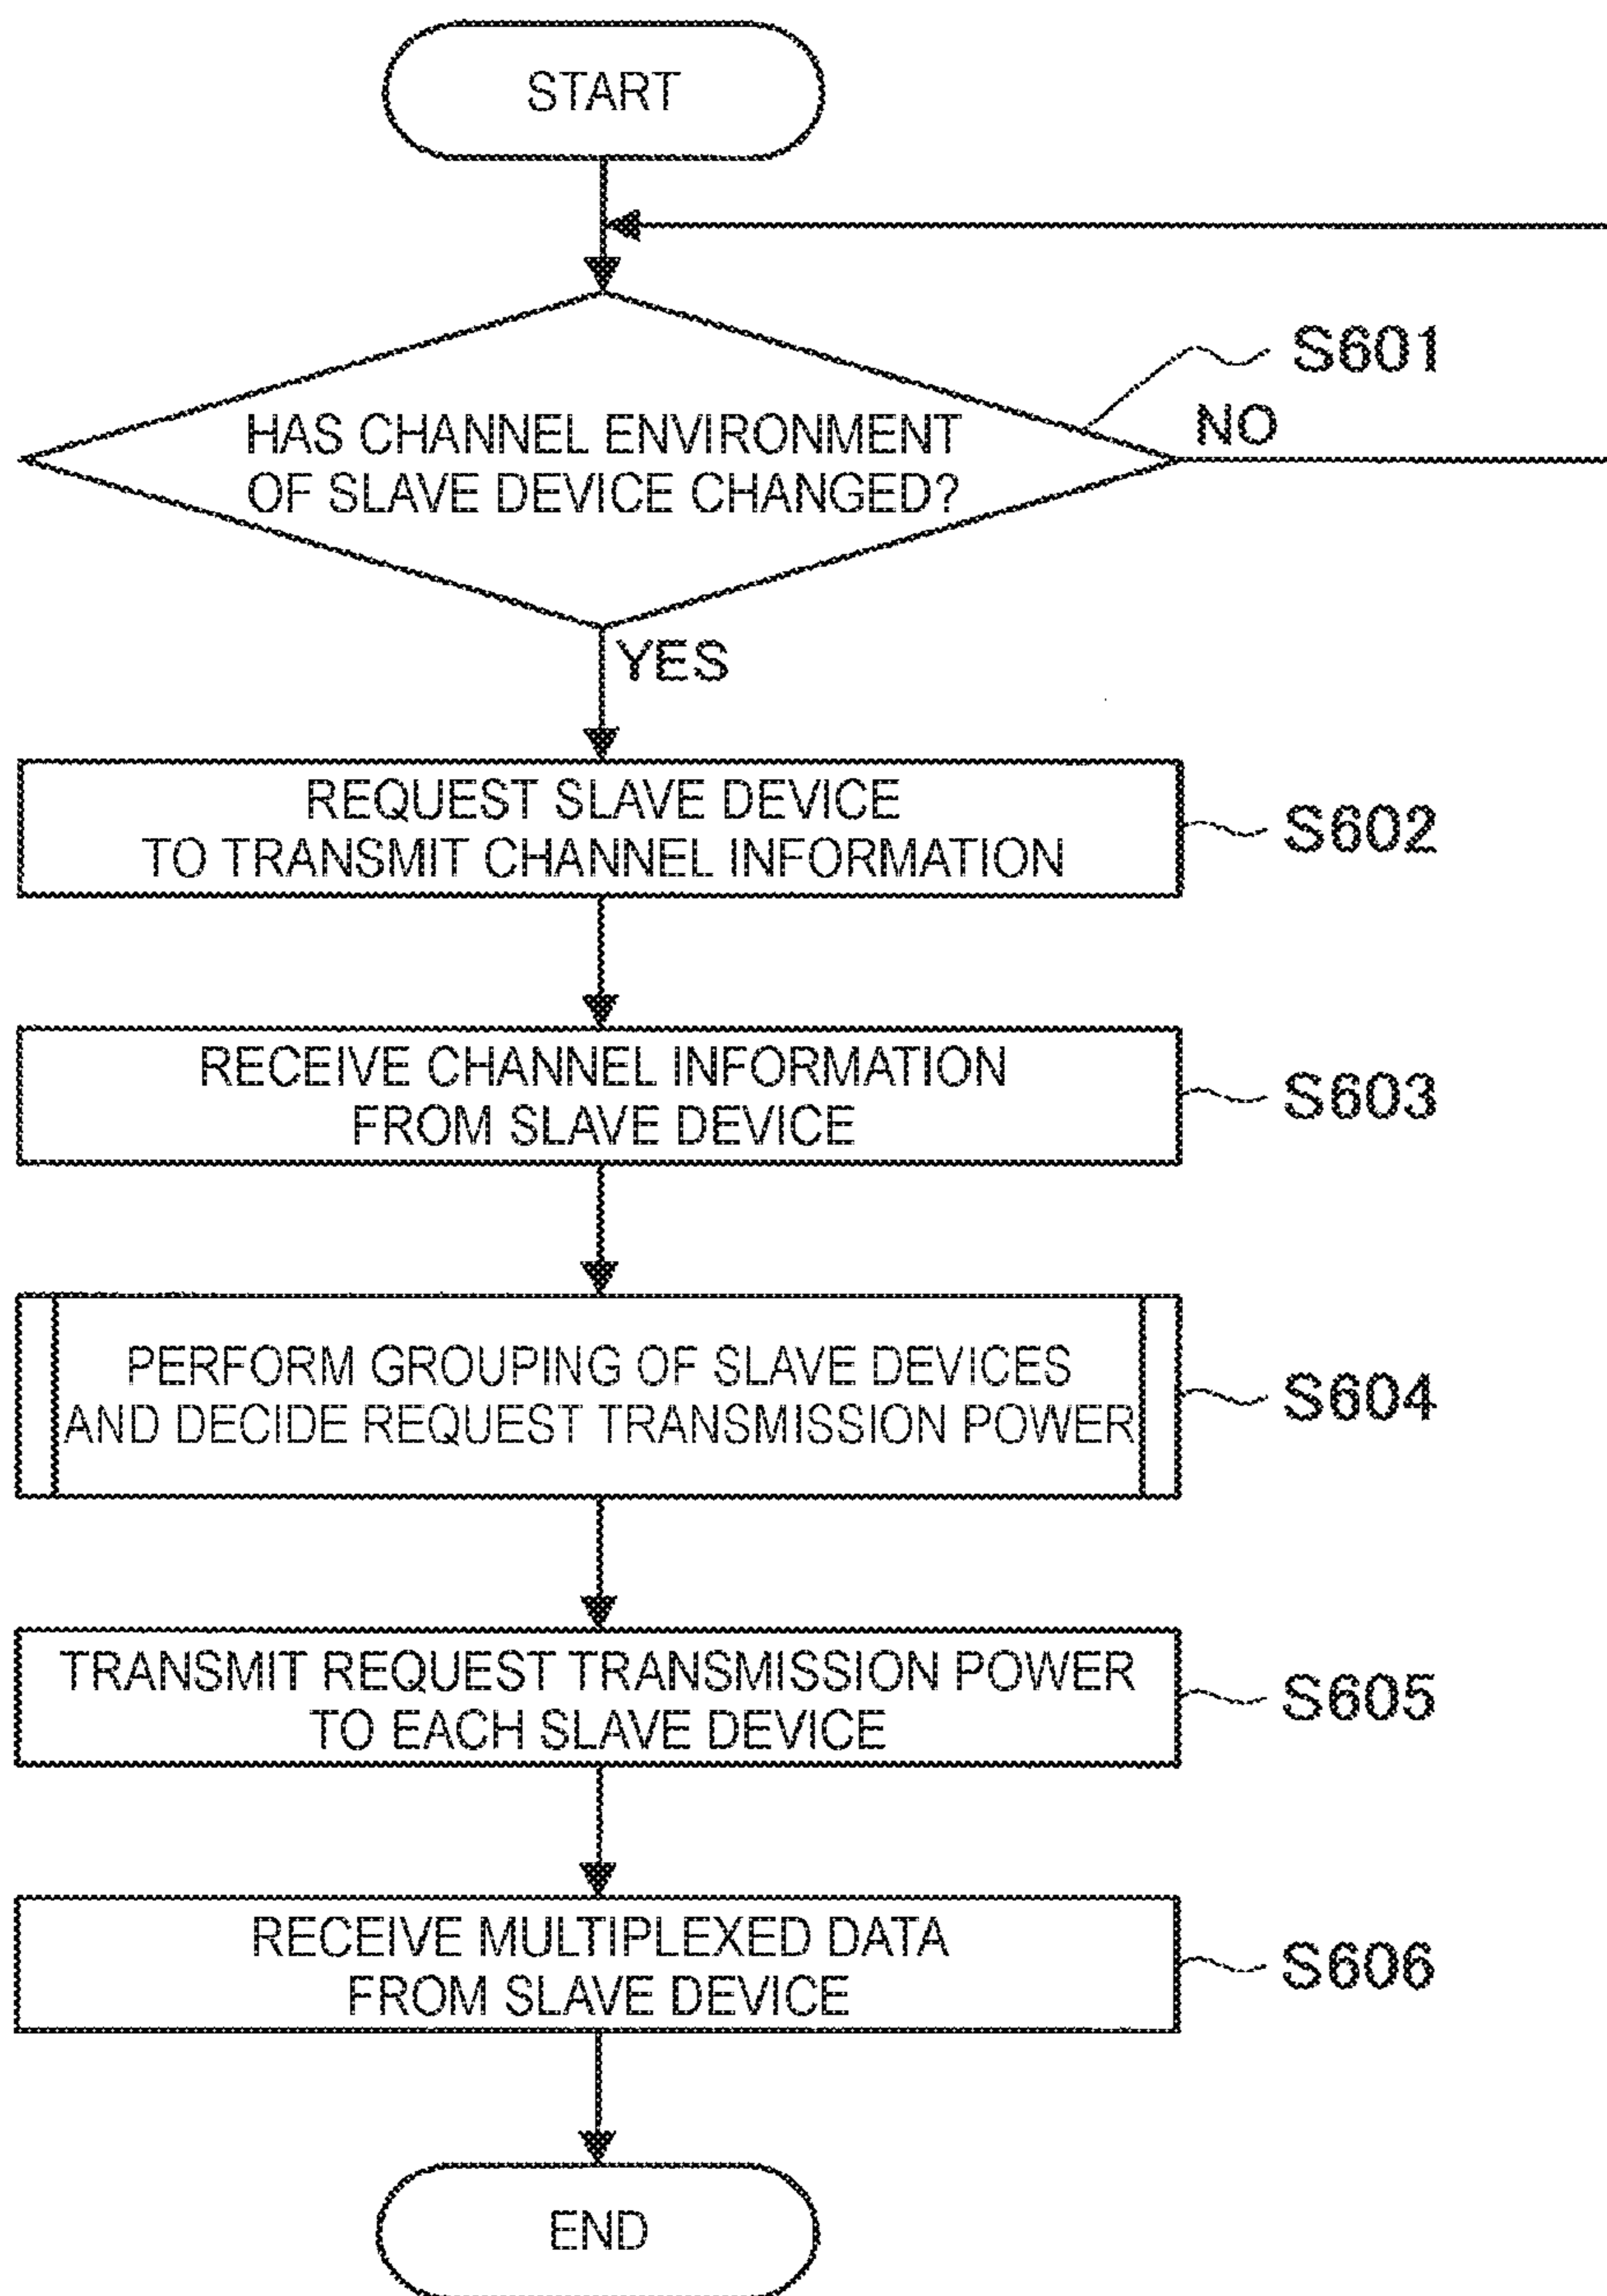 START
S601
NO
HAS CHANNEL ENVIRONMENT
OF SLAVE DEVICE CHANGED?
YES
REQUEST SLAVE DEVICE
TO TRANSMIT CHANNEL INFORMATION
S602
RECEIVE CHANNEL INFORMATION
FROM SLAVE DEVICE
S603
PERFORM GROUPING OF SLAVE DEVICES
AND DECIDE REQUEST TRANSMISSION POWER
S604
TRANSMIT REQUEST TRANSMISSION POWER
TO EACH SLAVE DEVICE
S605
RECEIVE MULTIPLEXED DATA
FROM SLAVE DEVICE
S606
END